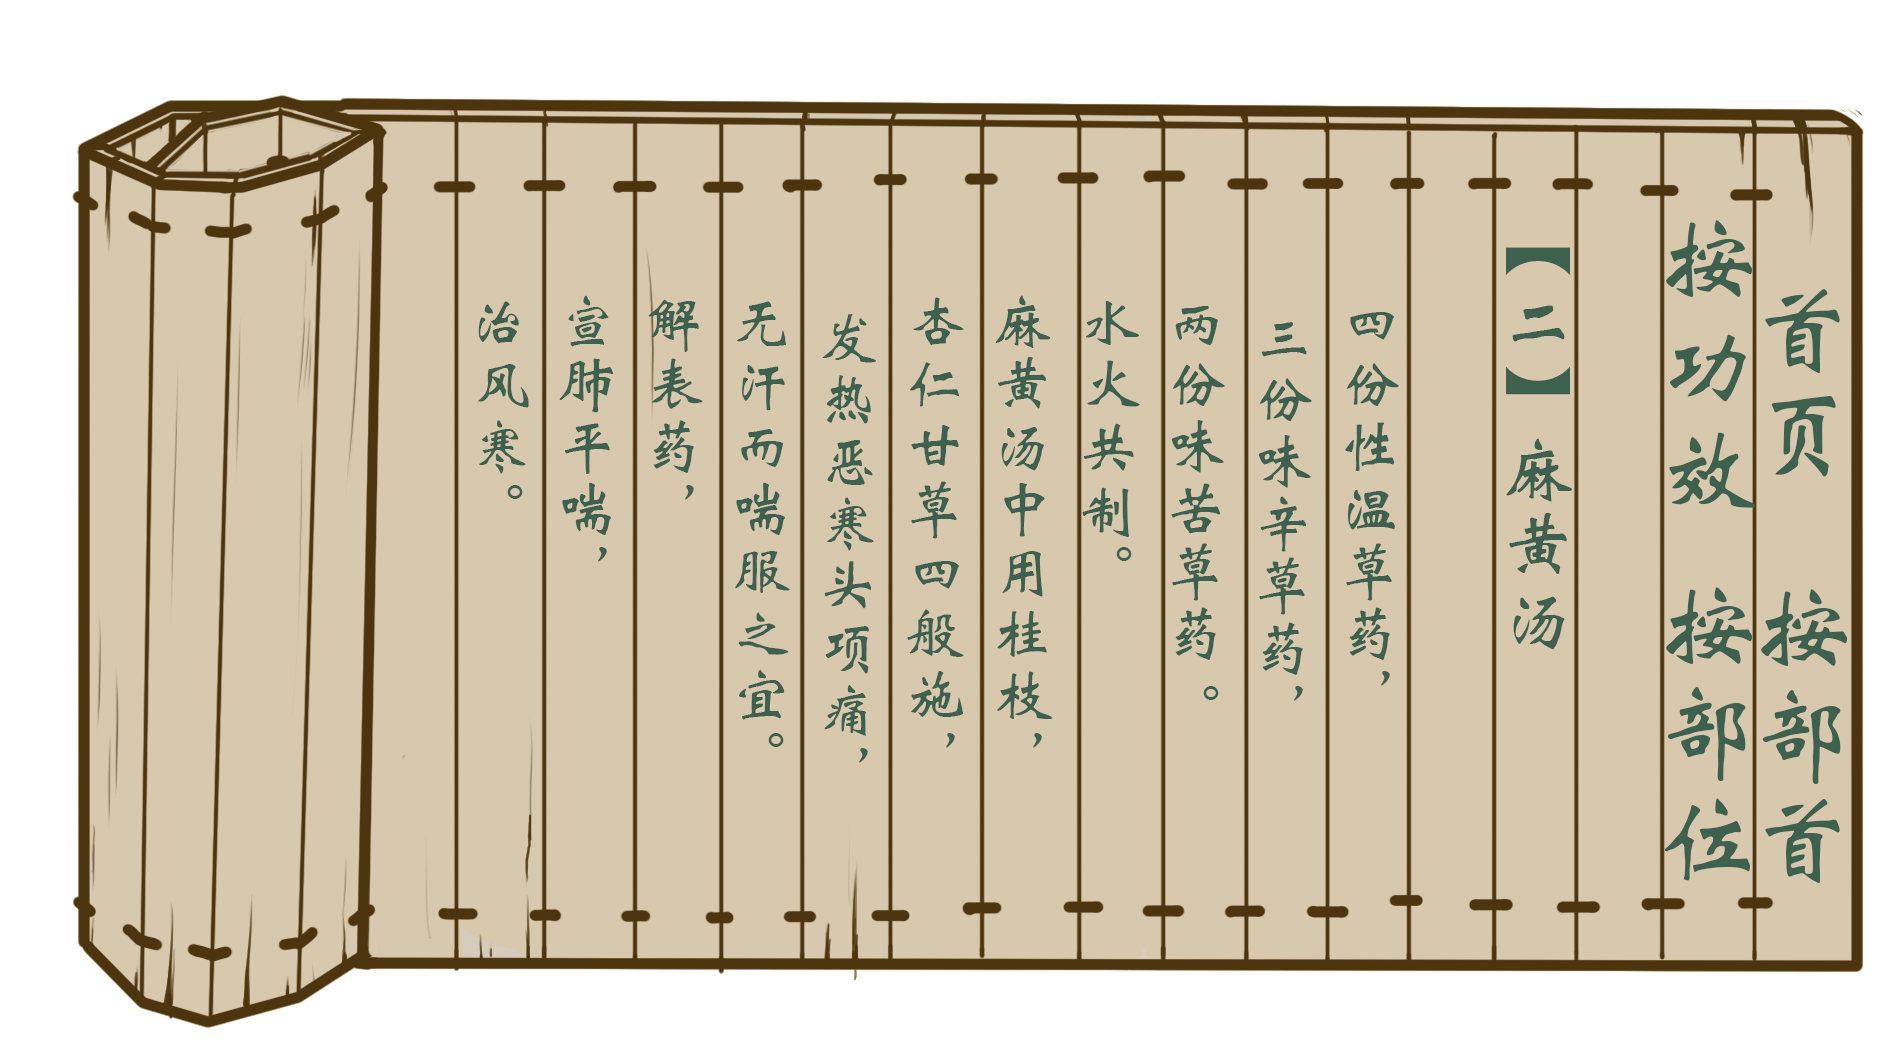 首页 按部首
按功效 按部位
【二】麻黄汤
四份性温草药，
三份味辛草药，
两份味苦草药。
水火共制。
麻黄汤中用桂枝，
杏仁甘草四般施，
发热恶寒头项痛，
无汗而喘服之宜。
解表药，
宣肺平喘，
治风寒。